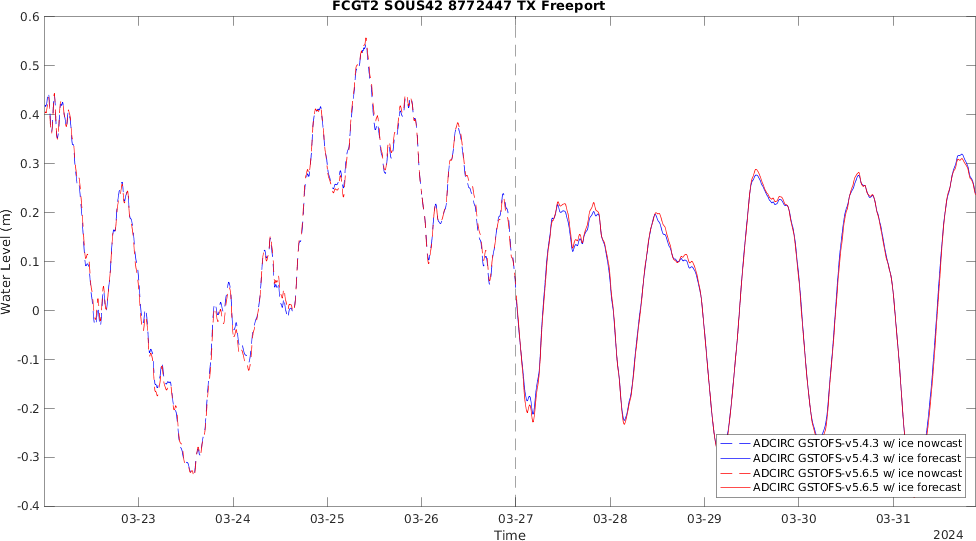 FCGT2 SOUS42 8772447 TX Freeport
0.6
0.5
0.4
0.3
0.2
0.1
0
-0.1
-0.2
-0.3
-0.4
Water Level (m)
ADCIRC GSTOFS-v5.4.3 w/ ice nowcast
ADCIRC GSTOFS-v5.4.3 w/ ice forecast
ADCIRC GSTOFS-v5.6.5 w/ ice nowcast
ADCIRC GSTOFS-v5.6.5 w/ ice forecast
03-23 03-24 03-25 03-26 03-27 03-28 03-29 03-30 03-31
Time
2024